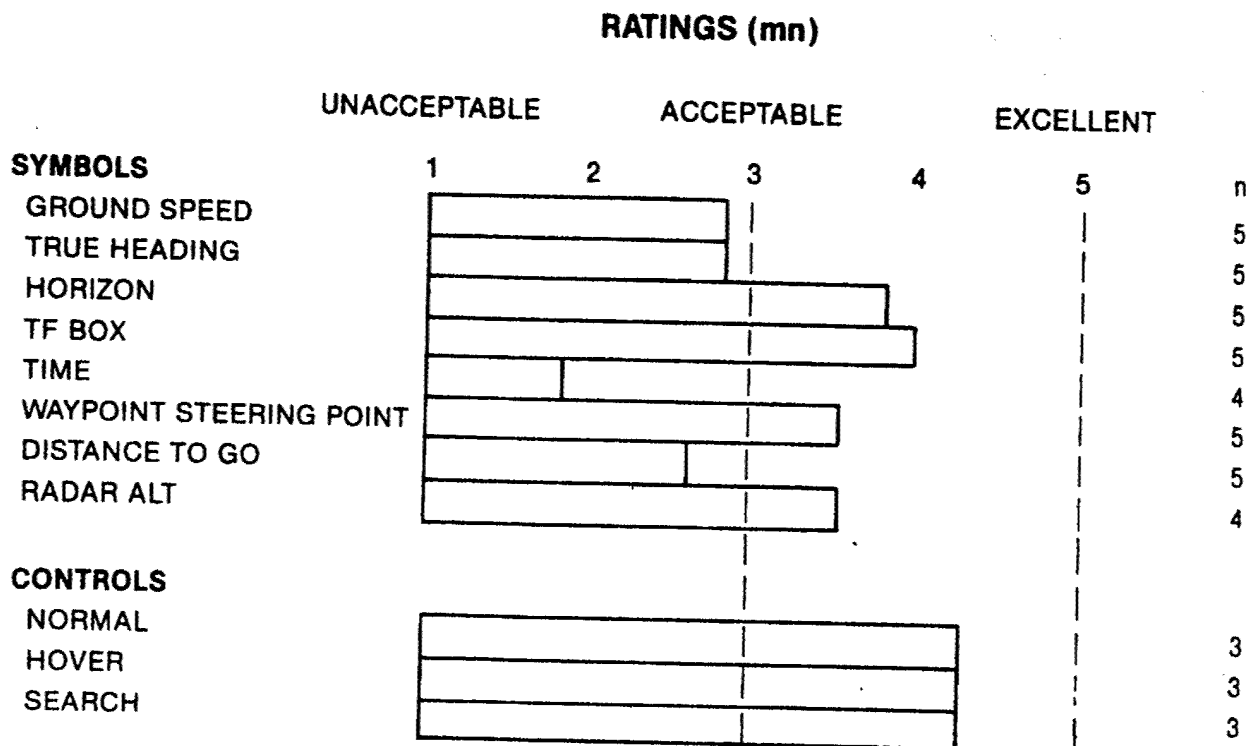 RATINGS (mn)
UNACCEPTABLE ACCEPTABLE EXCELLENT
SYMBOLS 1 2 3 4 5 n
GROUND SPEED 5
TRUE HEADING 5
HORIZON 5
TF BOX 5
TIME 4
WAYPOINT STEERING POINT 5
DISTANCE TO GO 5
RADAR ALT 4
CONTROLS
NORMAL 3
HOVER 3
SEARCH 3